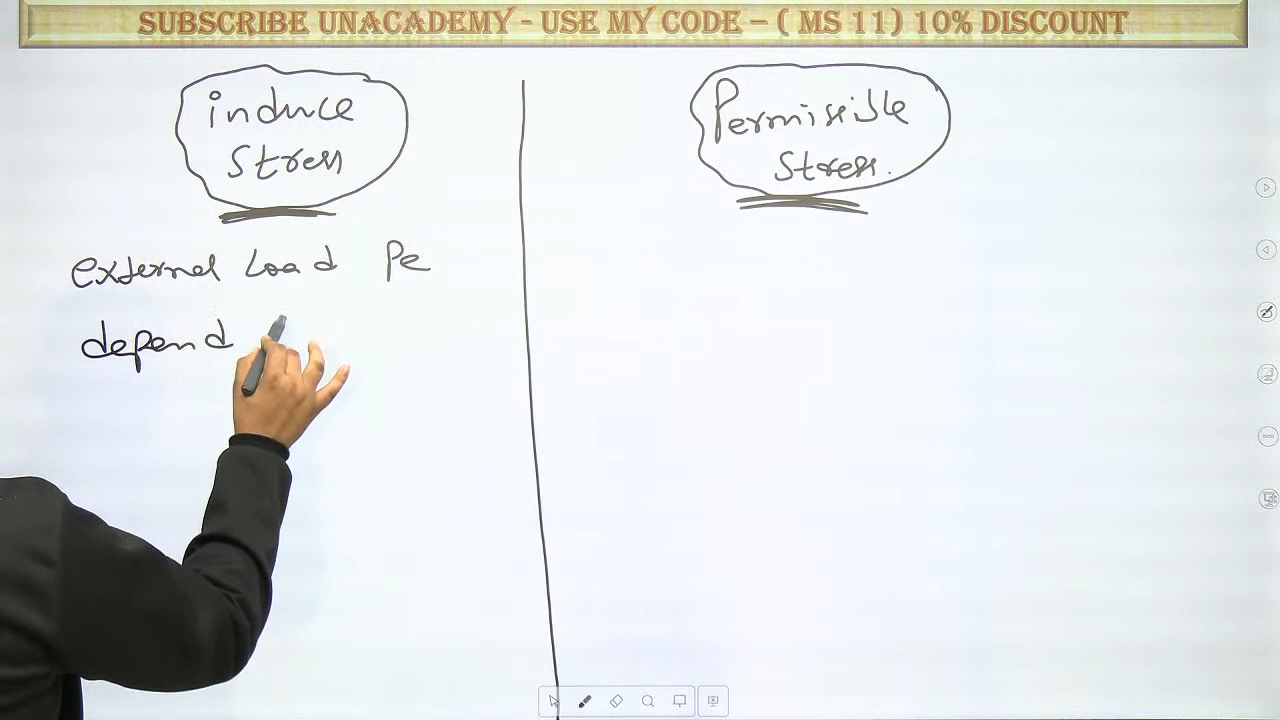 SUBSCRIBE UNACADEMY - USE MY CODE – ( MS 11) 10% DISCOUNT
induce
Stress
Permissible
Stress.
external Load Pe
depend